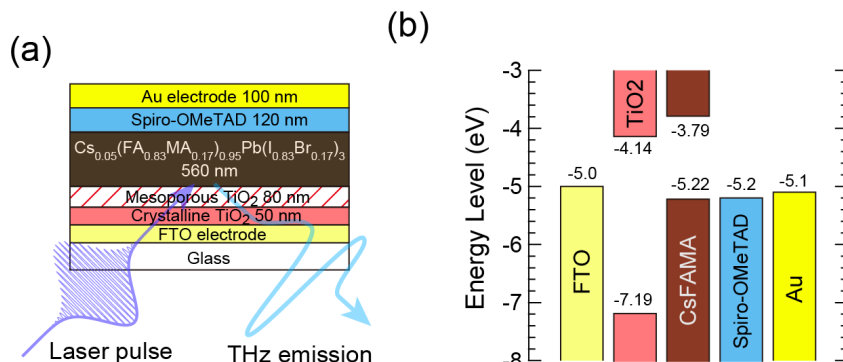 (a)
Au electrode 100 nm
Spiro-OMeTAD 120 nm
Cs0.05(FA0.83MA0.17)0.95Pb(I0.83Br0.17)3
560 nm
Mesoporous TiO2 80 nm
Crystalline TiO2 50 nm
FTO electrode
Glass
Laser pulse
THz emission
(b)
Energy Level (eV)
-3
-4
-5
-6
-7
-8
-5.0
FTO
TiO2
-4.14
-7.19
-3.79
-5.22
CsFAMA
-5.2
Spiro-OMeTAD
-5.1
Au